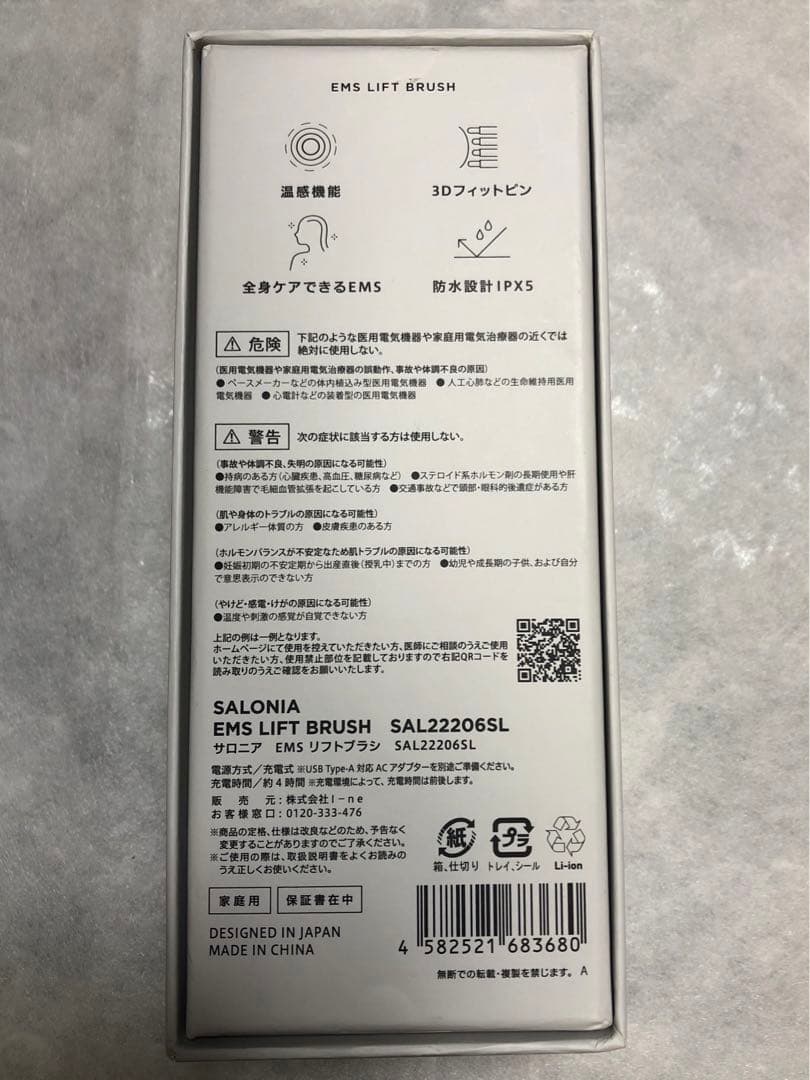 EMS LIFT BRUSH
温感機能
3Dフィットピン
全身ケアできるEMS
防水設計IPX5
危険
下記のような医用電気機器や家庭用電気治療器の近くでは
絶対に使用しない。
(医用電気機器や家庭用電気治療器の誤動作、事故や体調不良の原因)
●ペースメーカーなどの体内植込み型医用電気機器 ●人工心肺などの生命維持用医用
電気機器 ●心電計などの装着型の医用電気機器
警告
次の症状に該当する方は使用しない。
(事故や体調不良、失明の原因になる可能性)
●持病のある方(心臓疾患、高血圧、糖尿病など) ●ステロイド系ホルモン剤の長期使用や肝
機能障害で毛細血管拡張を起こしている方 ●交通事故などで頭部・眼科的後遺症がある方
(肌や身体のトラブルの原因になる可能性)
●アレルギー体質の方 ●皮膚疾患のある方
(ホルモンバランスが不安定なため肌トラブルの原因になる可能性)
●妊娠初期の不安定期から出産直後(授乳中)までの方 ●幼児や成長期の子供、および自分
で意思表示のできない方
(やけど・感電・けがの原因になる可能性)
●温度や刺激の感覚が自覚できない方
上記の例は一例となります。
ホームページにて使用を控えていただきたい方、医師にご相談のうえご使用
いただきたい方、使用禁止部位を記載しておりますので右記QRコードを
読み取りのうえご確認をお願いいたします。
SALONIA
EMS LIFT BRUSH SAL22206SL
サロニア EMS リフトブラシ SAL22206SL
電源方式/充電式 ※USB Type-A 対応 AC アダプターを別途ご準備ください。
充電時間/約4時間 ※充電環境によって、充電時間は前後します。
販売元:株式会社I-ne
お客様窓口:0120-333-476
※商品の定格、仕様は改良などのため、予告なく
変更することがありますのでご了承ください。
※ご使用の際は、取扱説明書をよくお読みの
うえ正しくお使いください。
紙
プラ
箱、仕切り
トレイ、シール
Li-ion
家庭用
保証書在中
DESIGNED IN JAPAN
MADE IN CHINA
4 582521 683680
無断での転載・複製を禁じます。 A